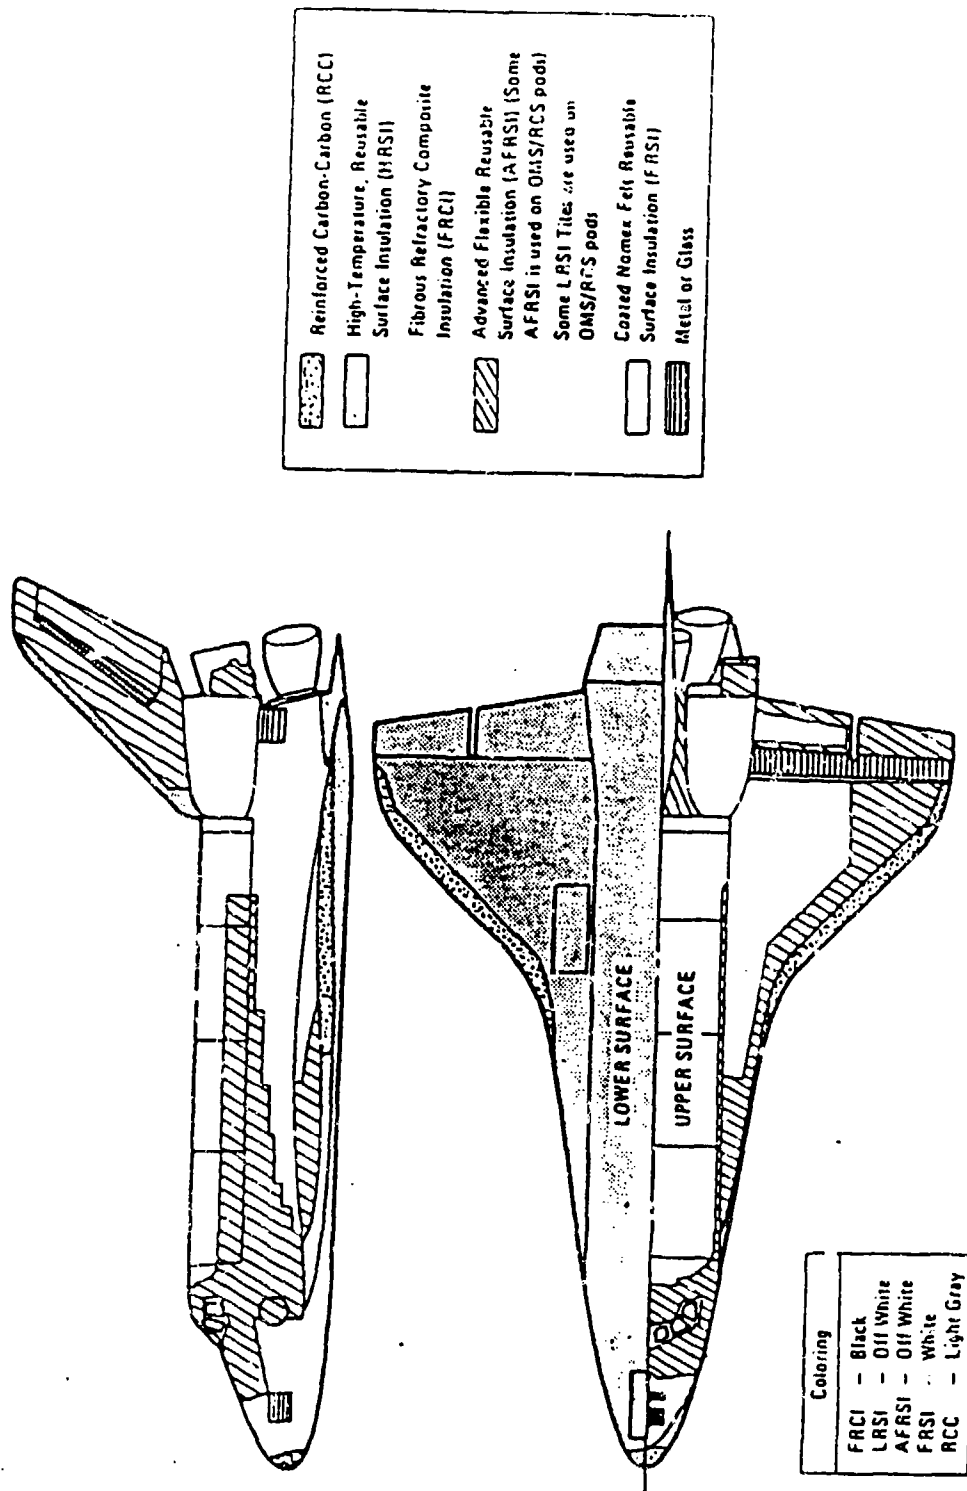 Reinforced Carbon-Carbon (RCC)
High-Temperature, Reusable
Surface Insulation (HRSI)
Fibrous Refractory Composite
Insulation (FRCI)
Advanced Flexible Reusable
Surface Insulation (AFRSI) (Some
AFRSI is used on OMS/RCS pods)
Some LRSI Tiles are used on
OMS/RCS pods
Coated Nomex Felt Reusable
Surface Insulation (FRSI)
Metal or Glass
LOWER SURFACE
UPPER SURFACE
Coloring
FRCI – Black
LRSI – Off White
AFRSI – Off White
FRSI - White
RCC – Light Gray